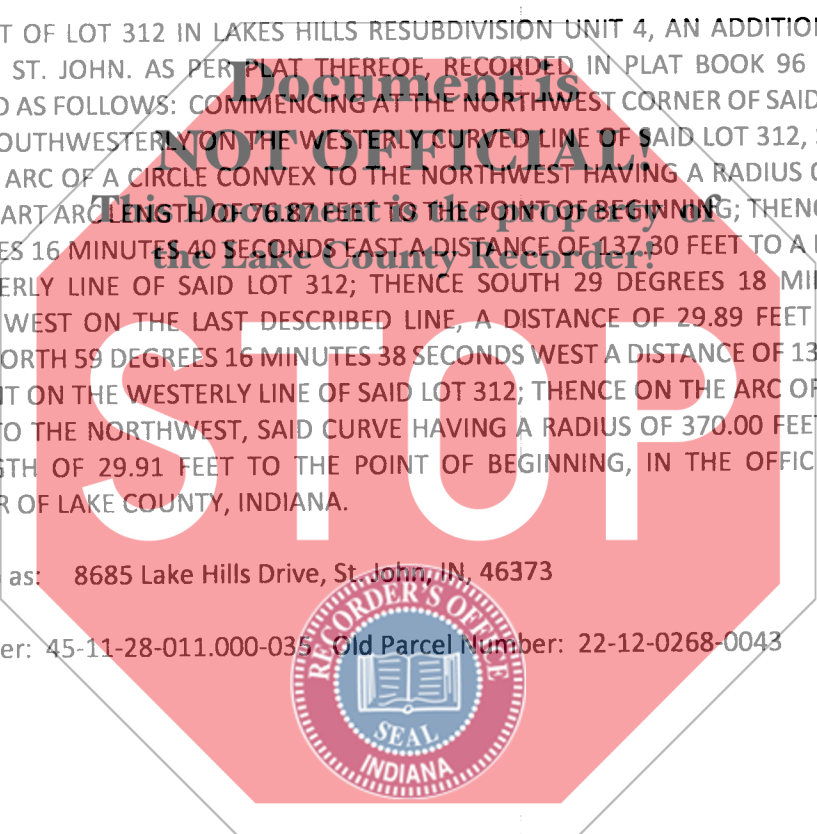 T OF LOT 312 IN LAKES HILLS RESUBDIVISION UNIT 4, AN ADDITION
ST. JOHN. AS PER PLAT THEREOF, RECORDED IN PLAT BOOK 96
Document is
D AS FOLLOWS: COMMENCING AT THE NORTHWEST CORNER OF SAID
OUTHWESTERLY ON THE WESTERLY CURVED LINE OF SAID LOT 312,
NOT OFFICIAL!
ARC OF A CIRCLE CONVEX TO THE NORTHWEST HAVING A RADIUS
ART ARC LENGTH OF 76.87 FEET TO THE POINT OF BEGINNING; THENC
This Document is the property of
ES 16 MINUTES 40 SECONDS EAST A DISTANCE OF 137.30 FEET TO A
the Lake County Recorder!
ERLY LINE OF SAID LOT 312; THENCE SOUTH 29 DEGREES 18 MI
WEST ON THE LAST DESCRIBED LINE, A DISTANCE OF 29.89 FEET
ORTH 59 DEGREES 16 MINUTES 38 SECONDS WEST A DISTANCE OF 13
NT ON THE WESTERLY LINE OF SAID LOT 312; THENCE ON THE ARC OF
TO THE NORTHWEST, SAID CURVE HAVING A RADIUS OF 370.00 FEET
STOP
GTH OF 29.91 FEET TO THE POINT OF BEGINNING, IN THE OFFIC
R OF LAKE COUNTY, INDIANA.
as: 8685 Lake Hills Drive, St. John, IN, 46373
er: 45-11-28-011.000-035 Old Parcel Number: 22-12-0268-0043
RECORDER'S OFFICE
SEAL
INDIANA